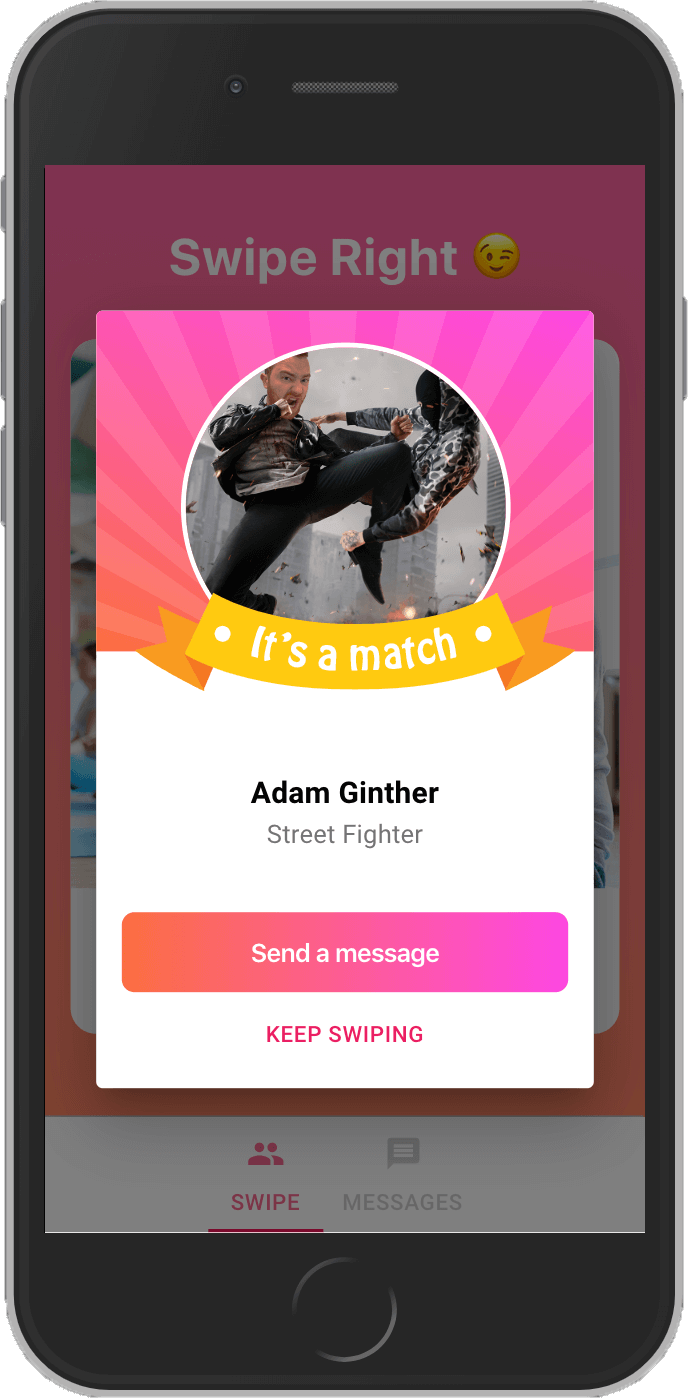 Swipe Right 😉
It's a match
Adam Ginther
Street Fighter
Send a message
KEEP SWIPING
SWIPE MESSAGES